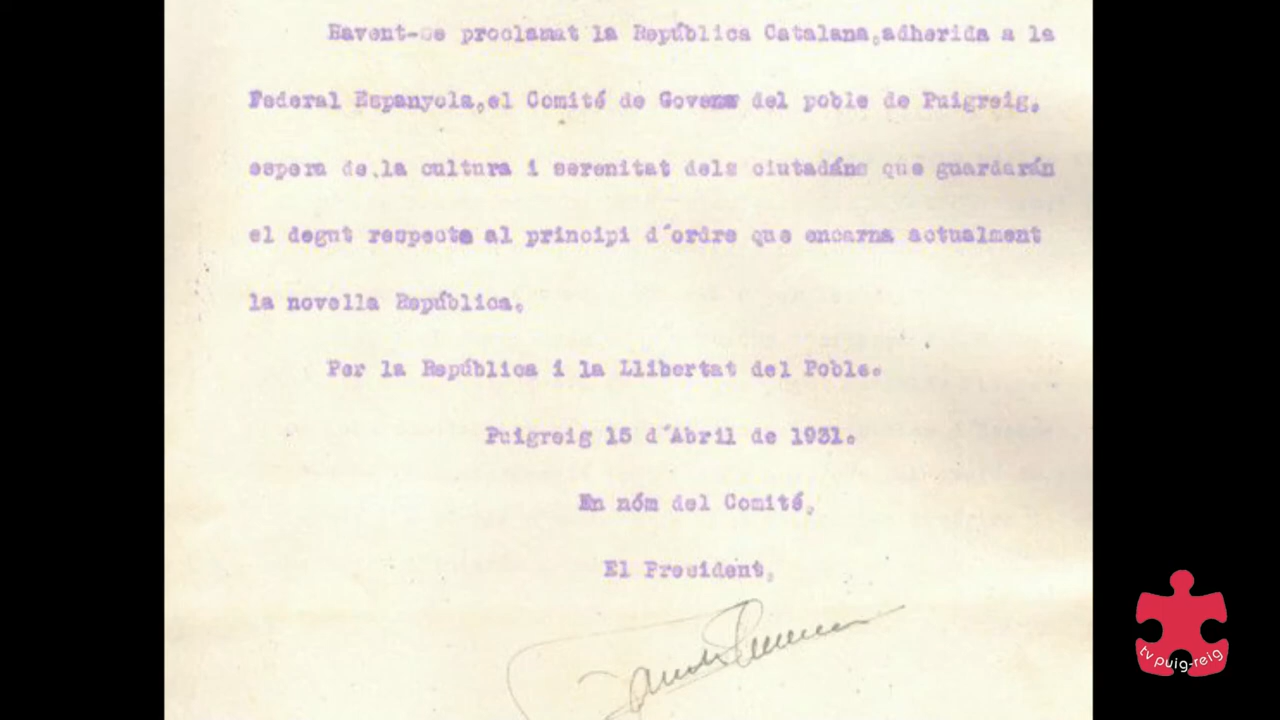 Havent-se proclamat la República Catalana,adherida a la
Federal Espanyola,el Comité de Govern del poble de Puigreig,
espera de la cultura i serenitat dels ciutadáns que guardarán
el degut respecte al principi d'ordre que encarna actualment
la novella República.
Per la República i la Llibertat del Poble.
Puigreig 15 d'Abril de 1931.
En nóm del Comité,
El President,
tv puig-reig